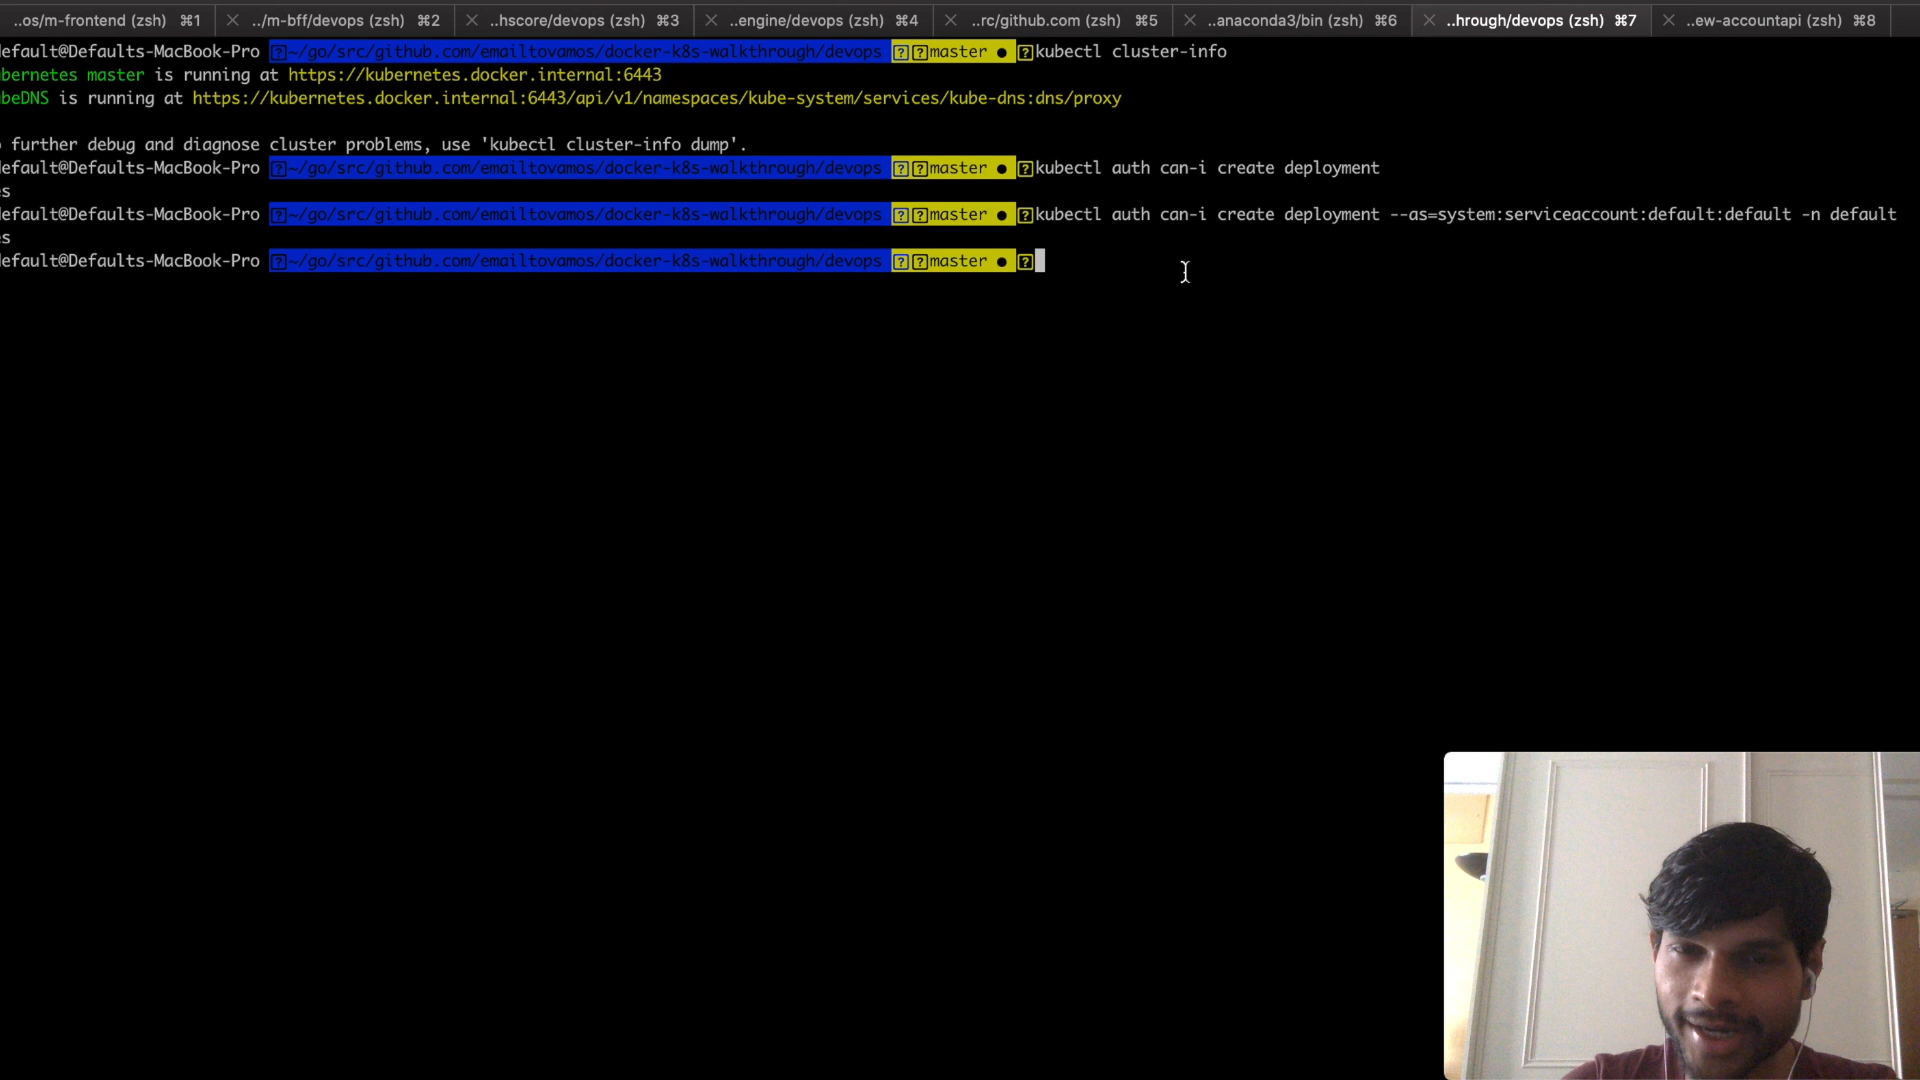 ..os/m-frontend (zsh) ⌘1 ../m-bff/devops (zsh) ⌘2 ..hscore/devops (zsh) ⌘3 ..engine/devops (zsh) ⌘4 ..rc/github.com (zsh) ⌘5 ..anaconda3/bin (zsh) ⌘6 ..hrough/devops (zsh) ⌘7 ..ew-accountapi (zsh) ⌘8
efault@Defaults-MacBook-Pro ~/go/src/github.com/emailtovamos/docker-k8s-walkthrough/devops master ● kubectl cluster-info
bernetes master is running at https://kubernetes.docker.internal:6443
beDNS is running at https://kubernetes.docker.internal:6443/api/v1/namespaces/kube-system/services/kube-dns:dns/proxy
further debug and diagnose cluster problems, use 'kubectl cluster-info dump'.
efault@Defaults-MacBook-Pro ~/go/src/github.com/emailtovamos/docker-k8s-walkthrough/devops master ● kubectl auth can-i create deployment
es
efault@Defaults-MacBook-Pro ~/go/src/github.com/emailtovamos/docker-k8s-walkthrough/devops master ● kubectl auth can-i create deployment --as=system:serviceaccount:default:default -n default
es
efault@Defaults-MacBook-Pro ~/go/src/github.com/emailtovamos/docker-k8s-walkthrough/devops master ●